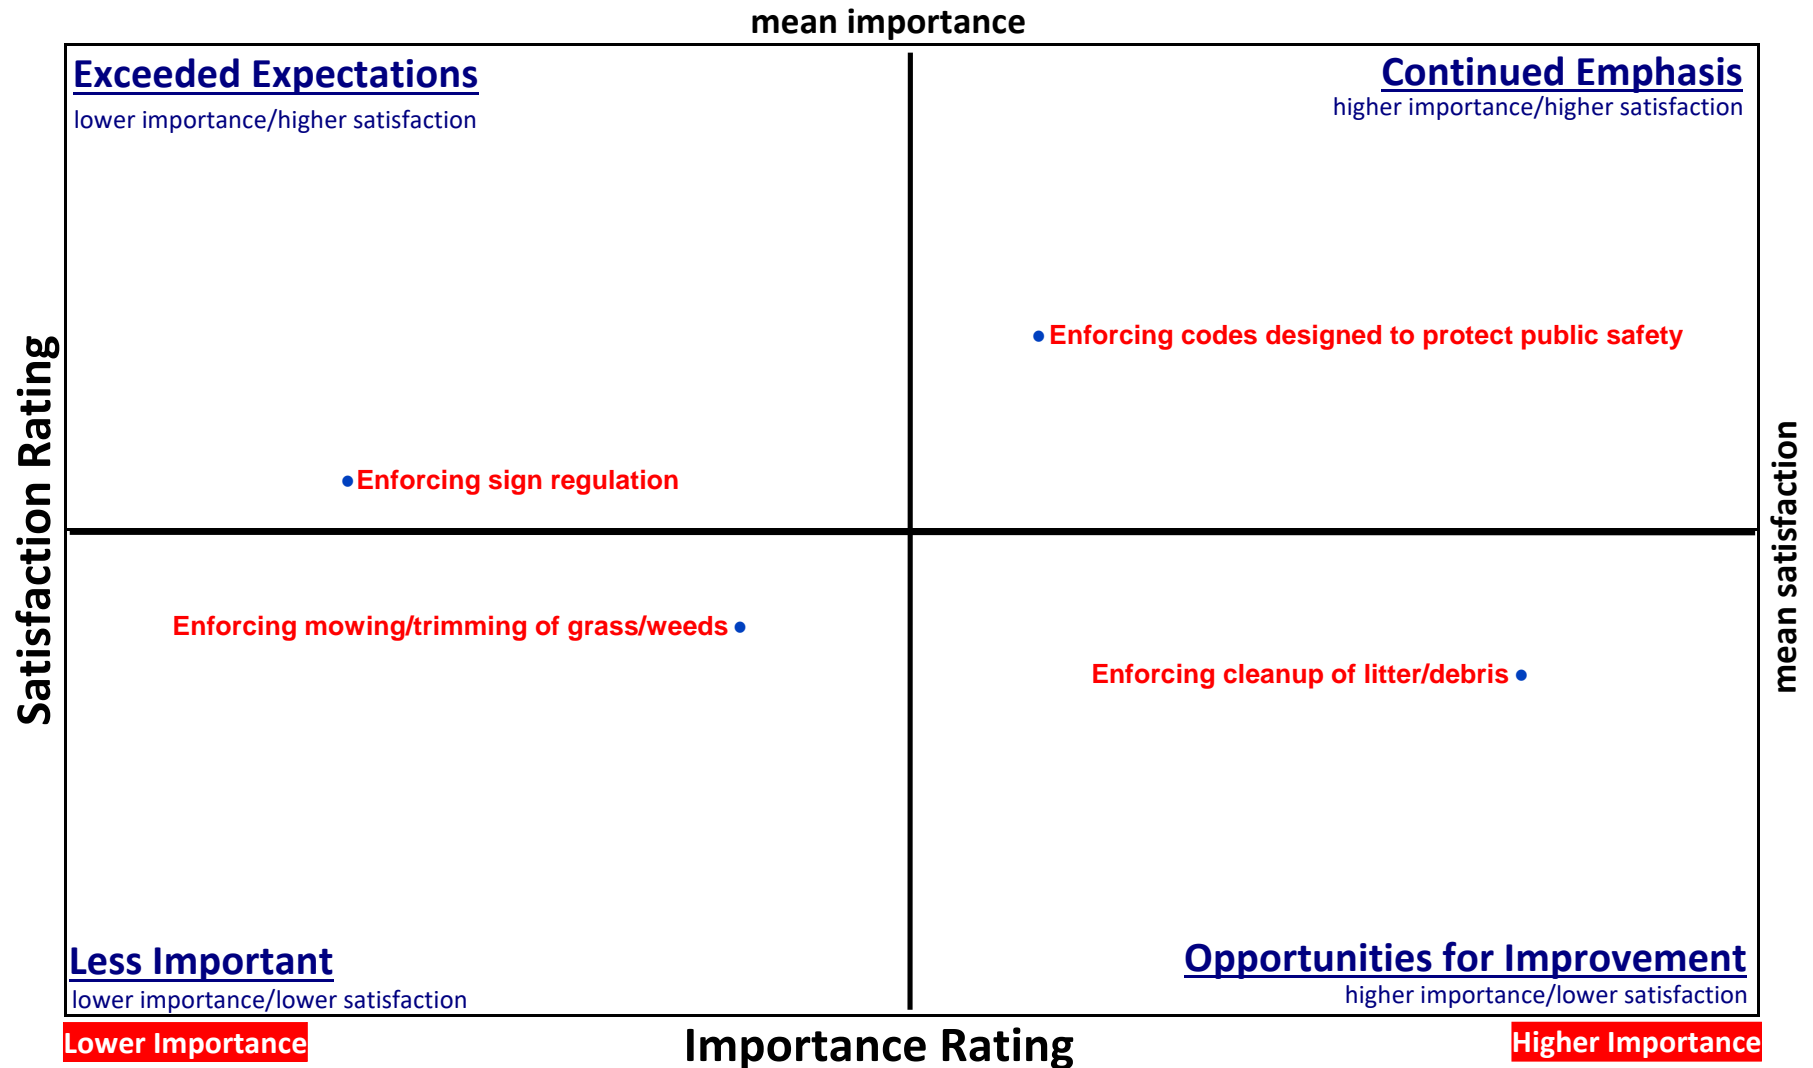 mean importance
Exceeded Expectations
lower importance/higher satisfaction
Continued Emphasis
higher importance/higher satisfaction
Enforcing codes designed to protect public safety
Satisfaction Rating
Enforcing sign regulation
mean satisfaction
Enforcing mowing/trimming of grass/weeds
Enforcing cleanup of litter/debris
Less Important
lower importance/lower satisfaction
Opportunities for Improvement
higher importance/lower satisfaction
Lower Importance
Importance Rating
Higher Importance